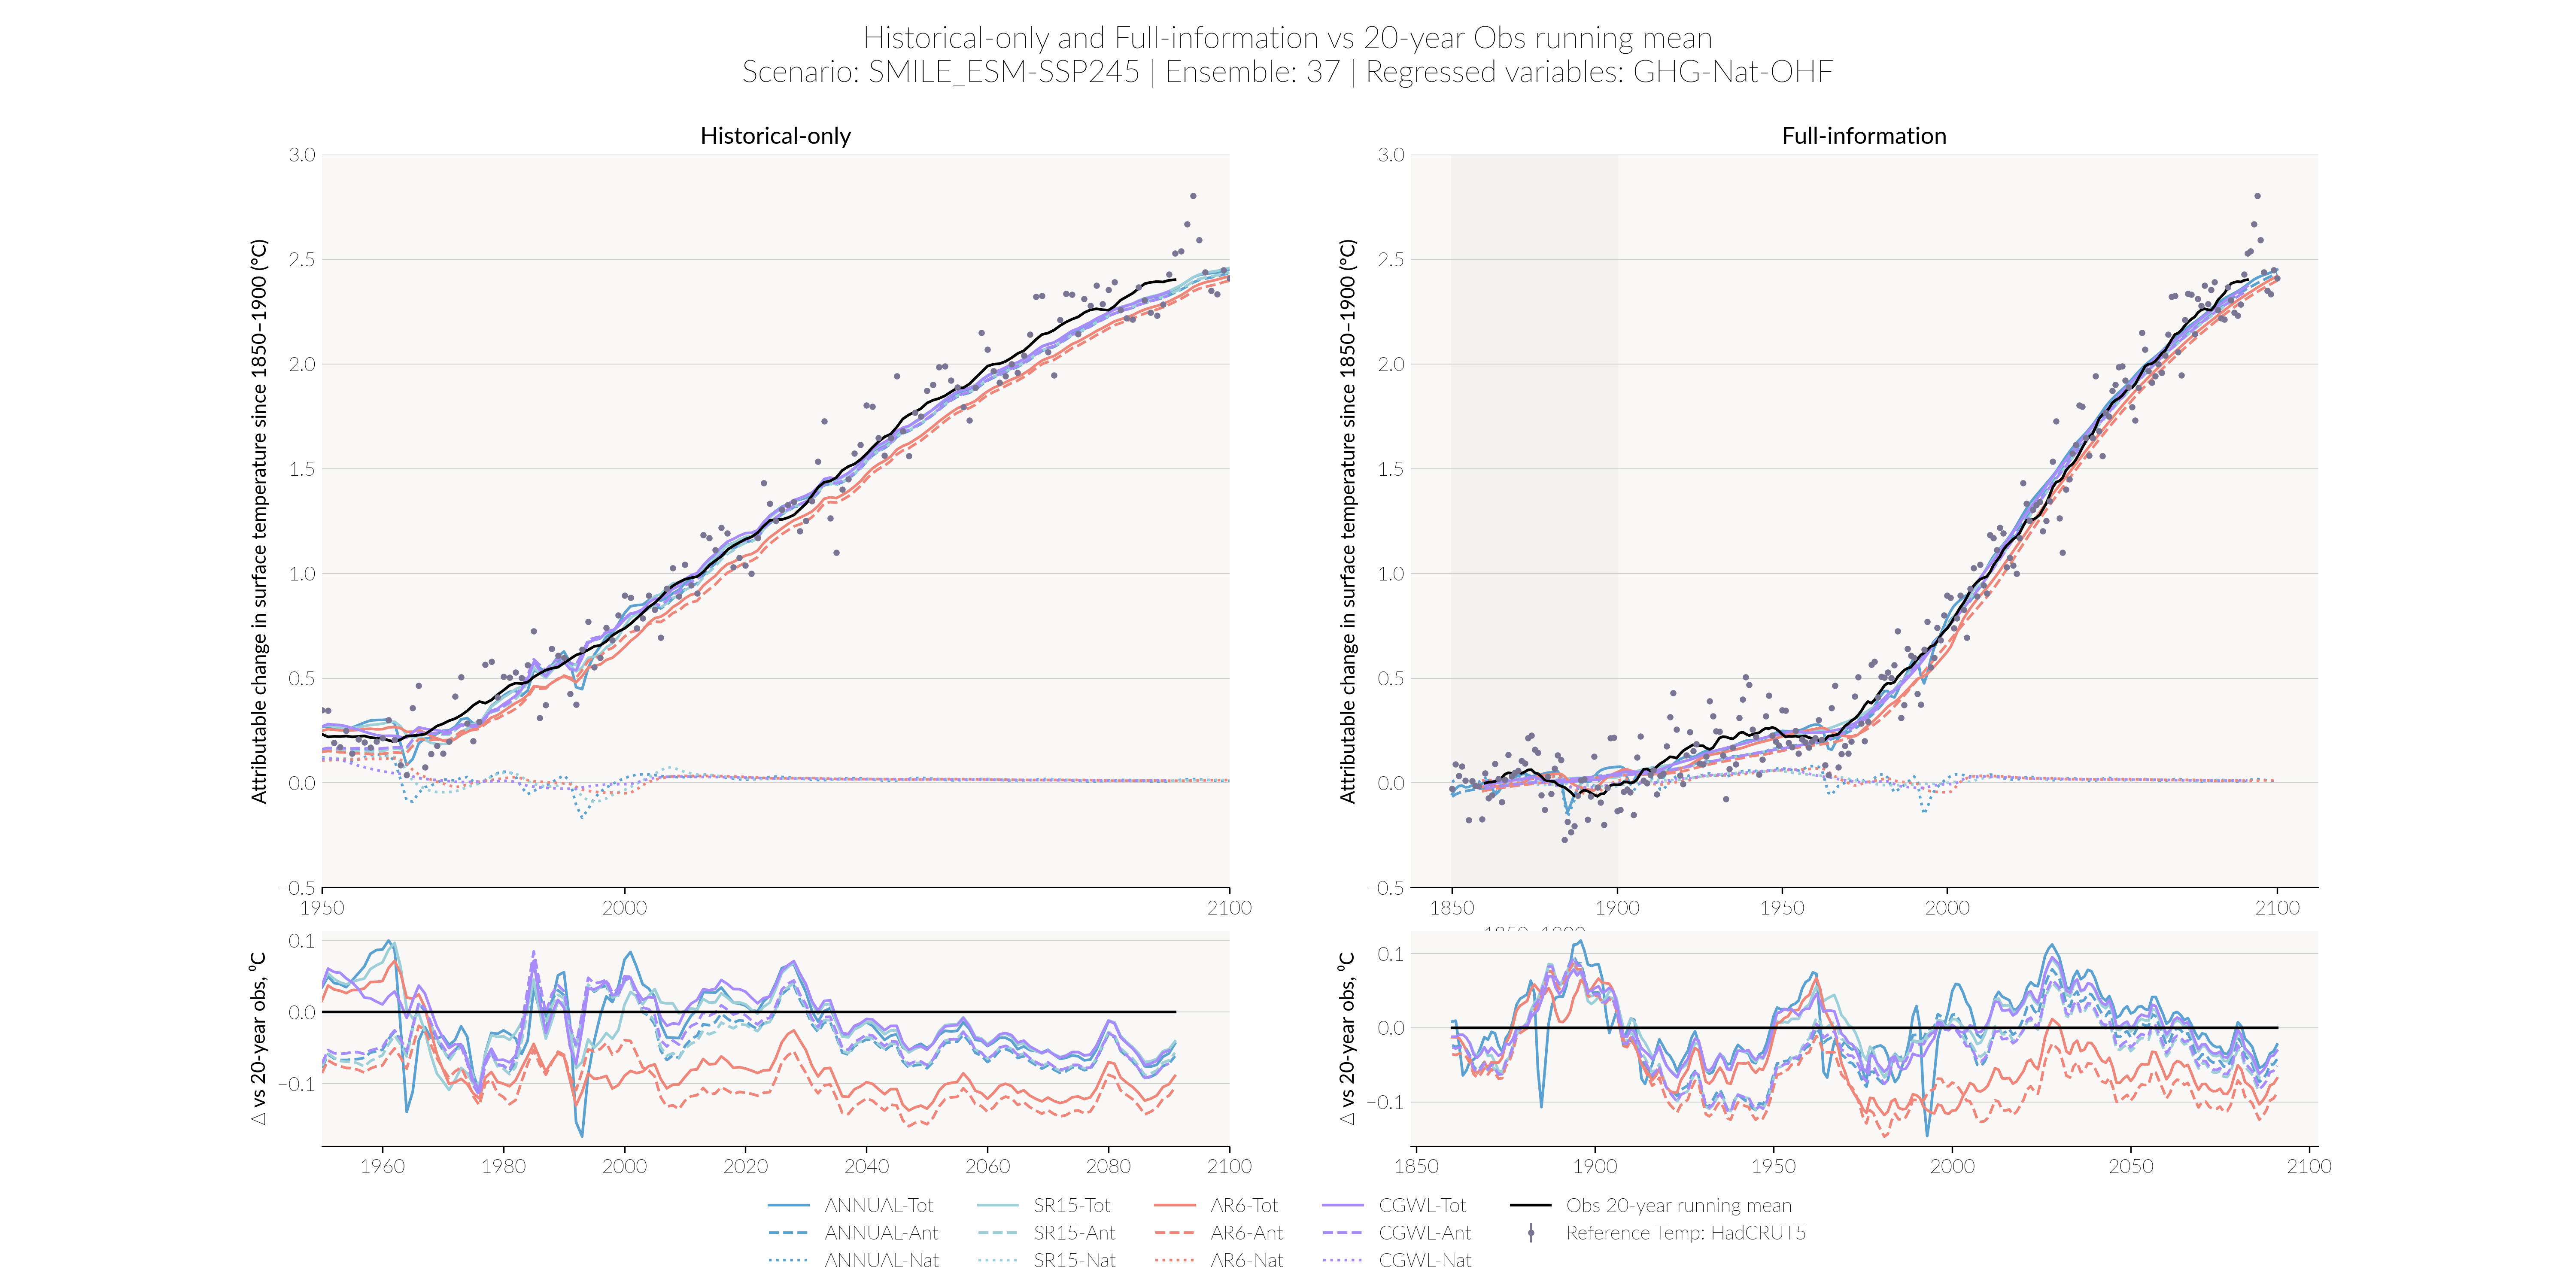 Historical-only and Full-information vs 20-year Obs running mean
Scenario: SMILE_ESM-SSP245 | Ensemble: 37 | Regressed variables: GHG-Nat-OHF
Historical-only
Attributable change in surface temperature since 1850–1900 (°C)
3.0
2.5
2.0
1.5
1.0
0.5
0.0
−0.5
1950 2000 2100
△ vs 20-year obs, ⁰C
0.1
0.0
−0.1
1960 1980 2000 2020 2040 2060 2080 2100
Full-information
Attributable change in surface temperature since 1850–1900 (°C)
3.0
2.5
2.0
1.5
1.0
0.5
0.0
−0.5
1850 1900 1950 2000 2100
△ vs 20-year obs, ⁰C
0.1
0.0
−0.1
1850 1900 1950 2000 2050 2100
ANNUAL-Tot SR15-Tot AR6-Tot CGWL-Tot Obs 20-year running mean
ANNUAL-Ant SR15-Ant AR6-Ant CGWL-Ant Reference Temp: HadCRUT5
ANNUAL-Nat SR15-Nat AR6-Nat CGWL-Nat